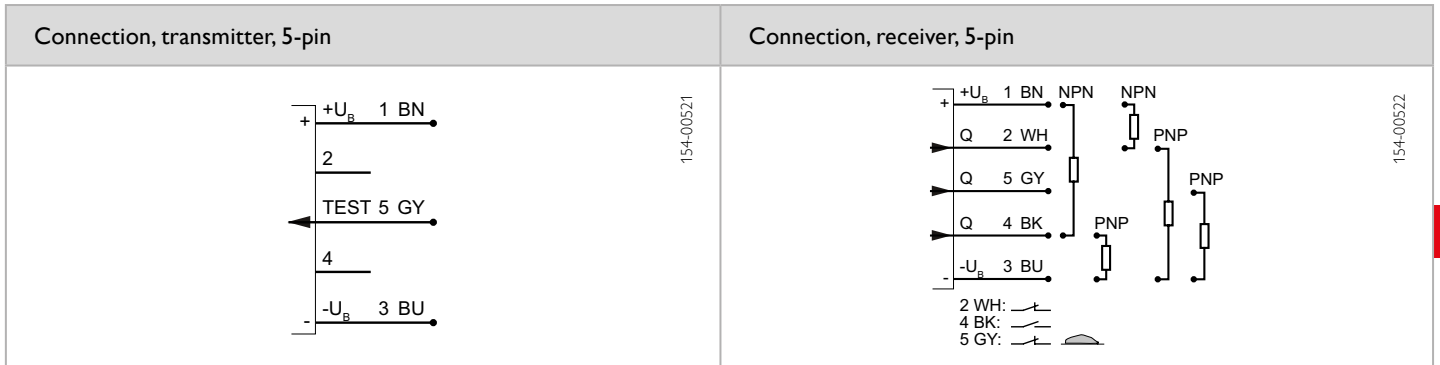 Connection, transmitter, 5-pin
+U_B 1 BN
+
2
TEST 5 GY
4
-U_B 3 BU
-
154-00521
Connection, receiver, 5-pin
+U_B 1 BN NPN NPN
+
Q 2 WH PNP
Q 5 GY PNP
Q 4 BK PNP
-U_B 3 BU
-
2 WH:
4 BK:
5 GY:
154-00522